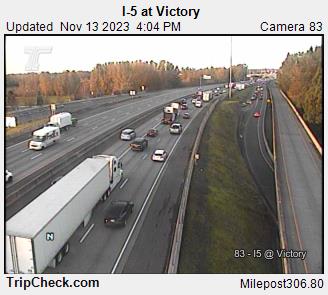 I-5 at Victory
Updated Nov 13 2023 4:04 PM Camera 83
83 - I5 @ Victory
TripCheck.com Milepost306.80